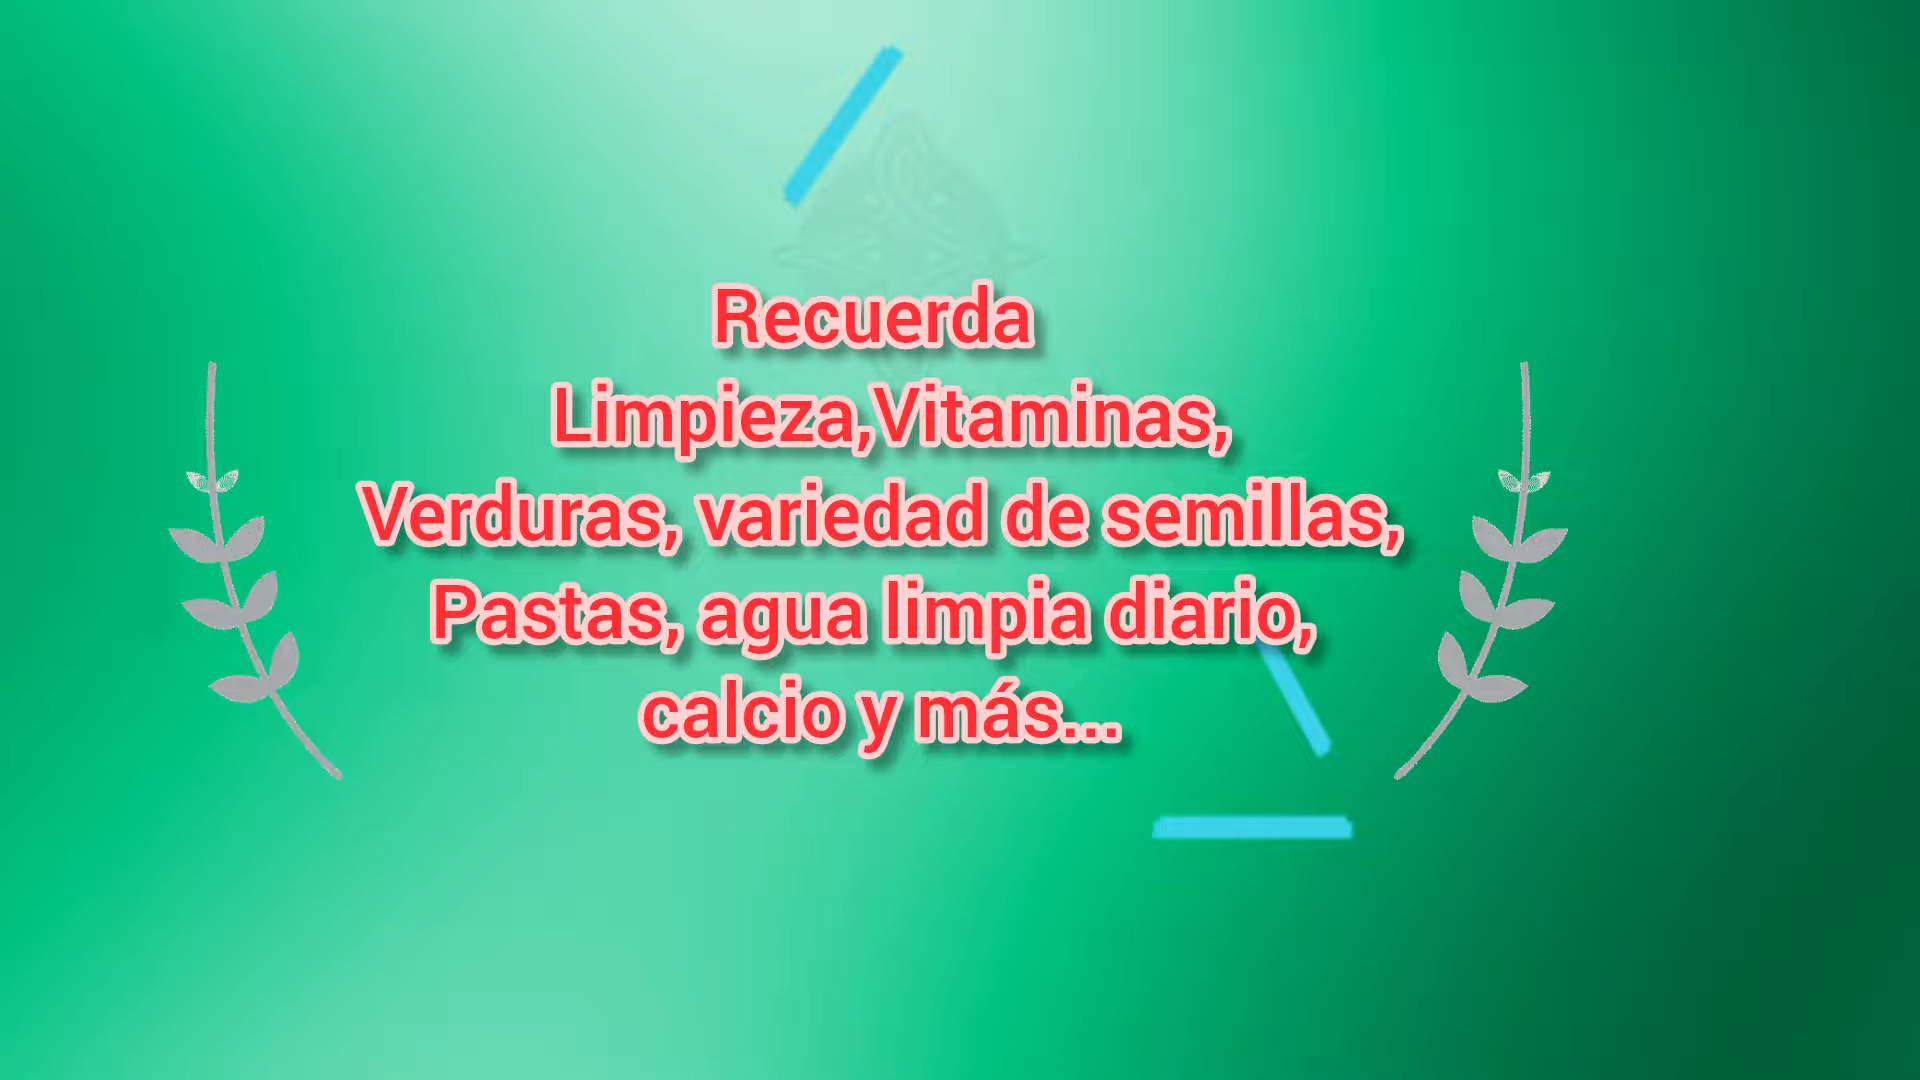 Recuerda
Limpieza,Vitaminas,
Verduras, variedad de semillas,
Pastas, agua limpia diario,
calcio y más...